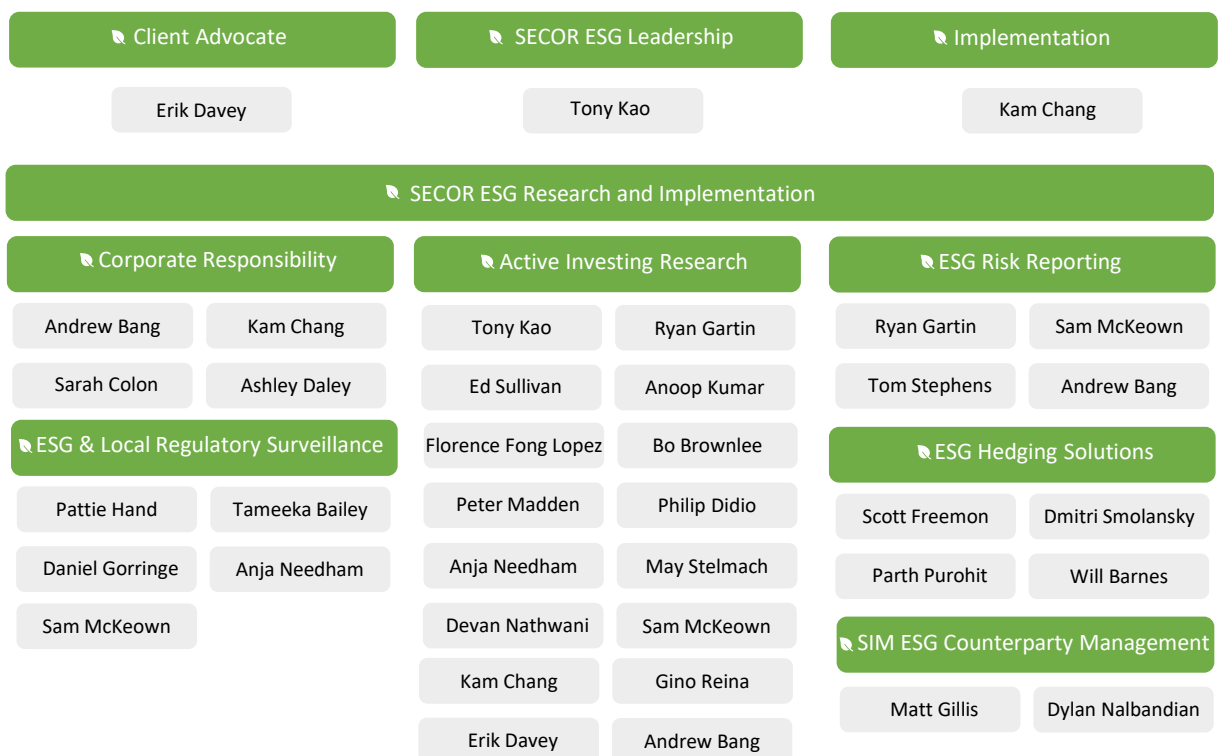 Client Advocate
SECOR ESG Leadership
Implementation
Erik Davey
Tony Kao
Kam Chang
SECOR ESG Research and Implementation
Corporate Responsibility
Andrew Bang
Kam Chang
Sarah Colon
Ashley Daley
ESG & Local Regulatory Surveillance
Pattie Hand
Tameeka Bailey
Daniel Gorringe
Anja Needham
Sam McKeown
Active Investing Research
Tony Kao
Ryan Gartin
Ed Sullivan
Anoop Kumar
Florence Fong Lopez
Bo Brownlee
Peter Madden
Philip Didio
Anja Needham
May Stelmach
Devan Nathwani
Sam McKeown
Kam Chang
Gino Reina
Erik Davey
Andrew Bang
ESG Risk Reporting
Ryan Gartin
Sam McKeown
Tom Stephens
Andrew Bang
ESG Hedging Solutions
Scott Freemon
Dmitri Smolansky
Parth Purohit
Will Barnes
SIM ESG Counterparty Management
Matt Gillis
Dylan Nalbandian